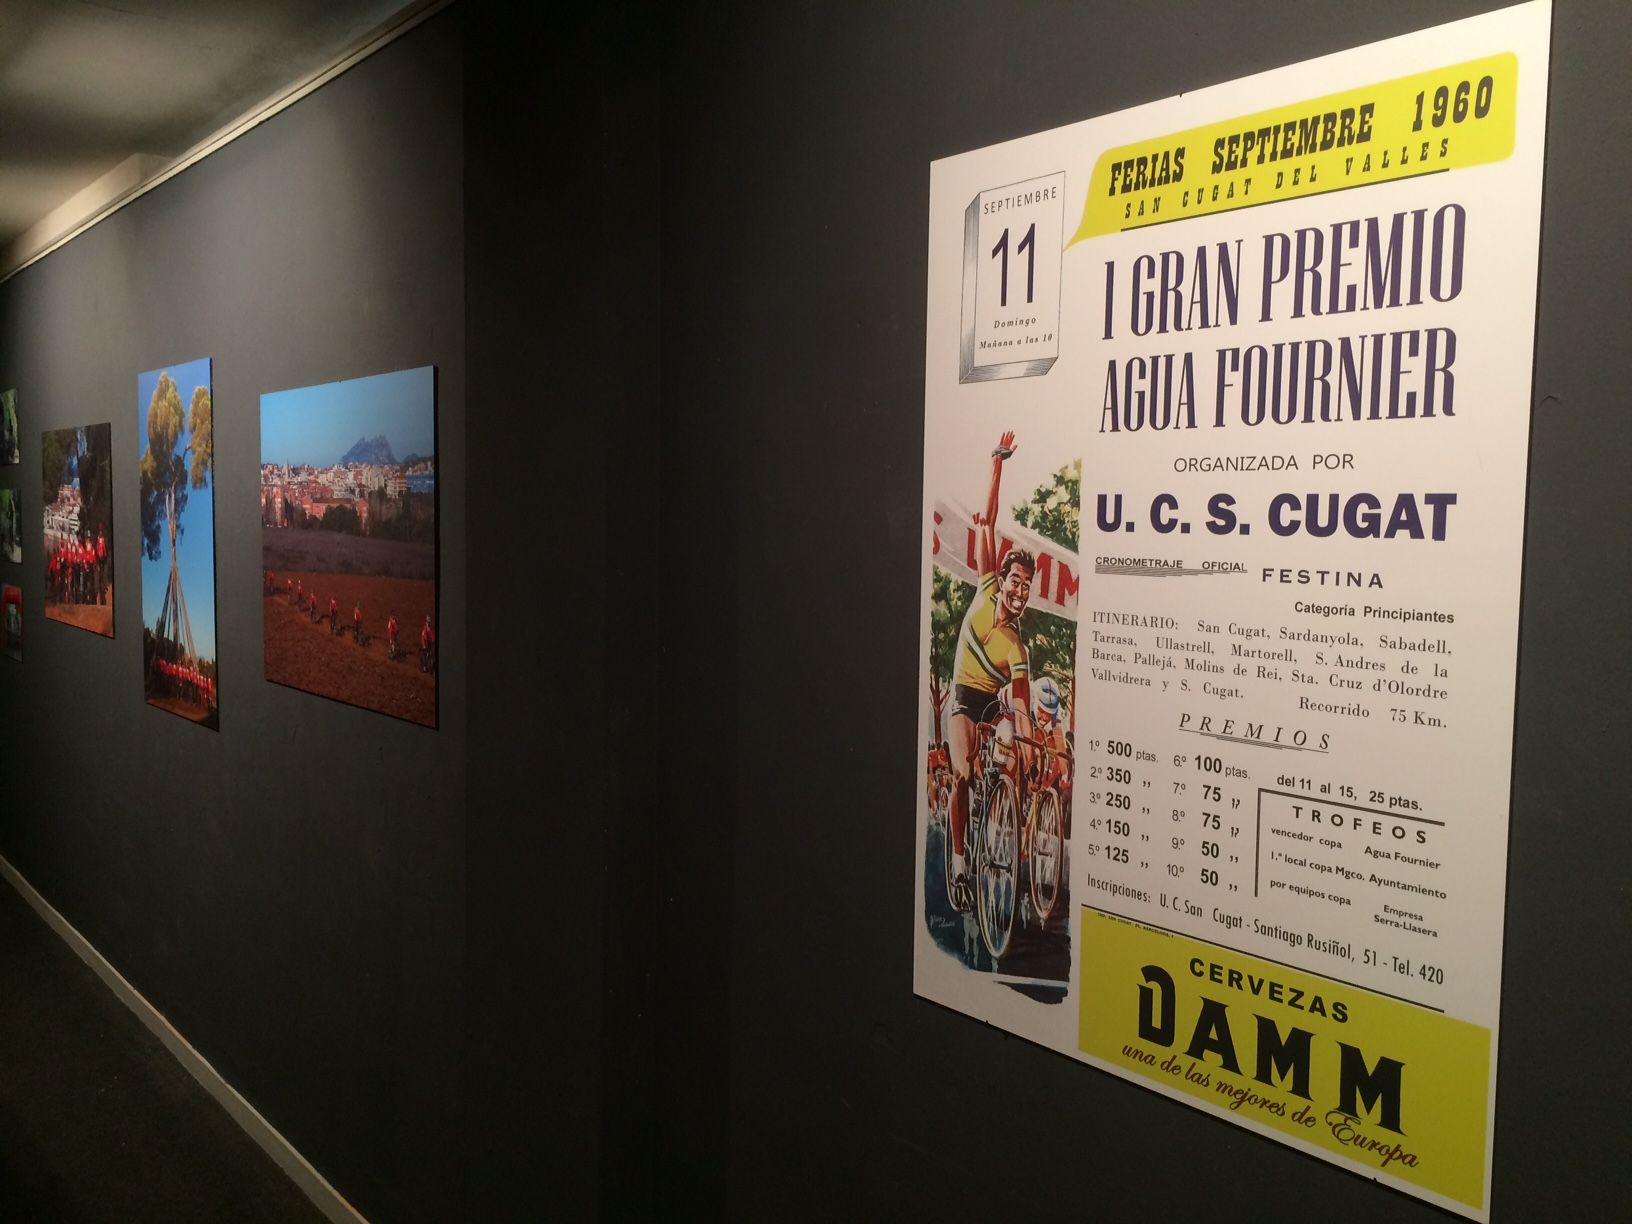 FERIAS SEPTIEMBRE 1960
SAN CUGAT DEL VALLES
SEPTIEMBRE
11
Domingo
Mañana a las 10
I GRAN PREMIO
AGUA FOURNIER
ORGANIZADA POR
U. C. S. CUGAT
CRONOMETRAJE OFICIAL FESTINA
Categoría Principiantes
ITINERARIO: San Cugat, Sardanyola, Sabadell,
Tarrasa, Ullastrell, Martorell, S. Andres de la
Barca, Pallejá, Molins de Rei, Sta. Cruz d'Olordre
Vallvidrera y S. Cugat. Recorrido 75 Km.
PREMIOS
1.º 500 ptas. 6.º 100 ptas.
2.º 350 ,, 7.º 75 ,,
3.º 250 ,, 8.º 75 ,,
4.º 150 ,, 9.º 50 ,,
5.º 125 ,, 10.º 50 ,,
del 11 al 15, 25 ptas.
TROFEOS
vencedor copa Agua Fournier
1.ª local copa Mgco. Ayuntamiento
por equipos copa Empresa
Serra-Llasera
Inscripciones: U. C. San Cugat - Santiago Rusiñol, 51 - Tel. 420
CERVEZAS
DAMM
una de las mejores de Europa